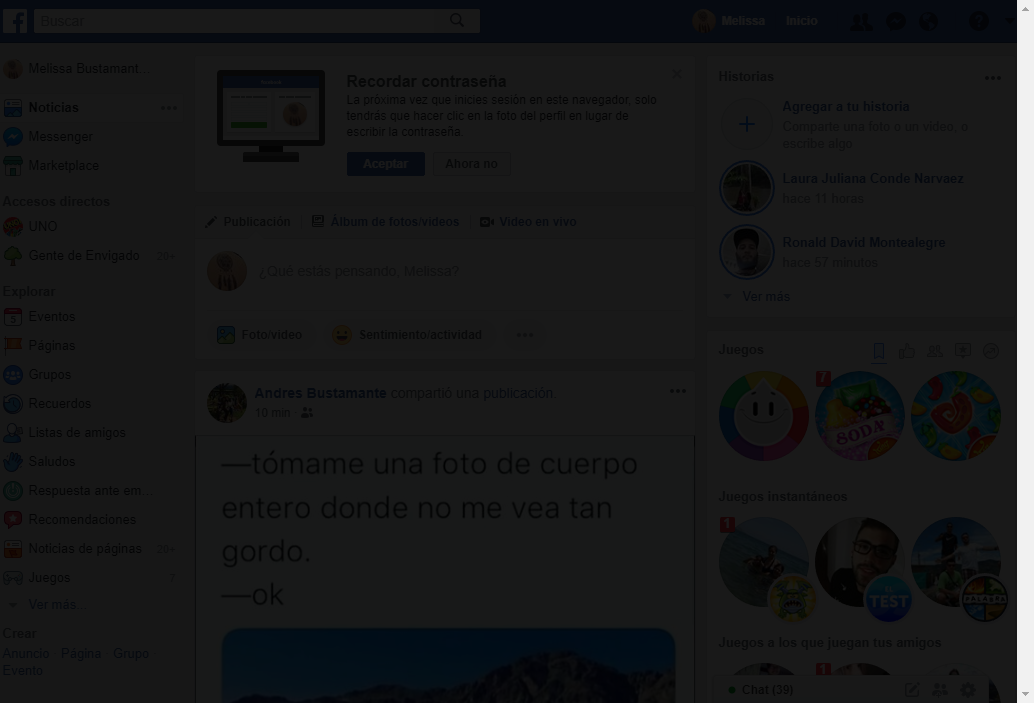 Buscar
Melissa
Inicio
Melissa Bustamant...
Noticias
Messenger
Marketplace
Accesos directos
UNO
Gente de Envigado 20+
Explorar
Eventos
Páginas
Grupos
Recuerdos
Listas de amigos
Saludos
Respuesta ante em...
Recomendaciones
Noticias de páginas 20+
Juegos 7
Ver más...
Crear
Anuncio Página Grupo
Evento
Recordar contraseña
La próxima vez que inicies sesión en este navegador, solo
tendrás que hacer clic en la foto del perfil en lugar de
escribir la contraseña.
Aceptar Ahora no
Publicación Álbum de fotos/videos Video en vivo
¿Qué estás pensando, Melissa?
Foto/video Sentimiento/actividad
Andres Bustamante compartió una publicación.
10 min
—tómame una foto de cuerpo
entero donde no me vea tan
gordo.
—ok
Historias
Agregar a tu historia
Comparte una foto o un video, o
escribe algo
Laura Juliana Conde Narvaez
hace 11 horas
Ronald David Montealegre
hace 57 minutos
Ver más
Juegos
7
SODA
Juegos instantáneos
1
EL
TEST
PALABRA
Juegos a los que juegan tus amigos
1
Chat (39)